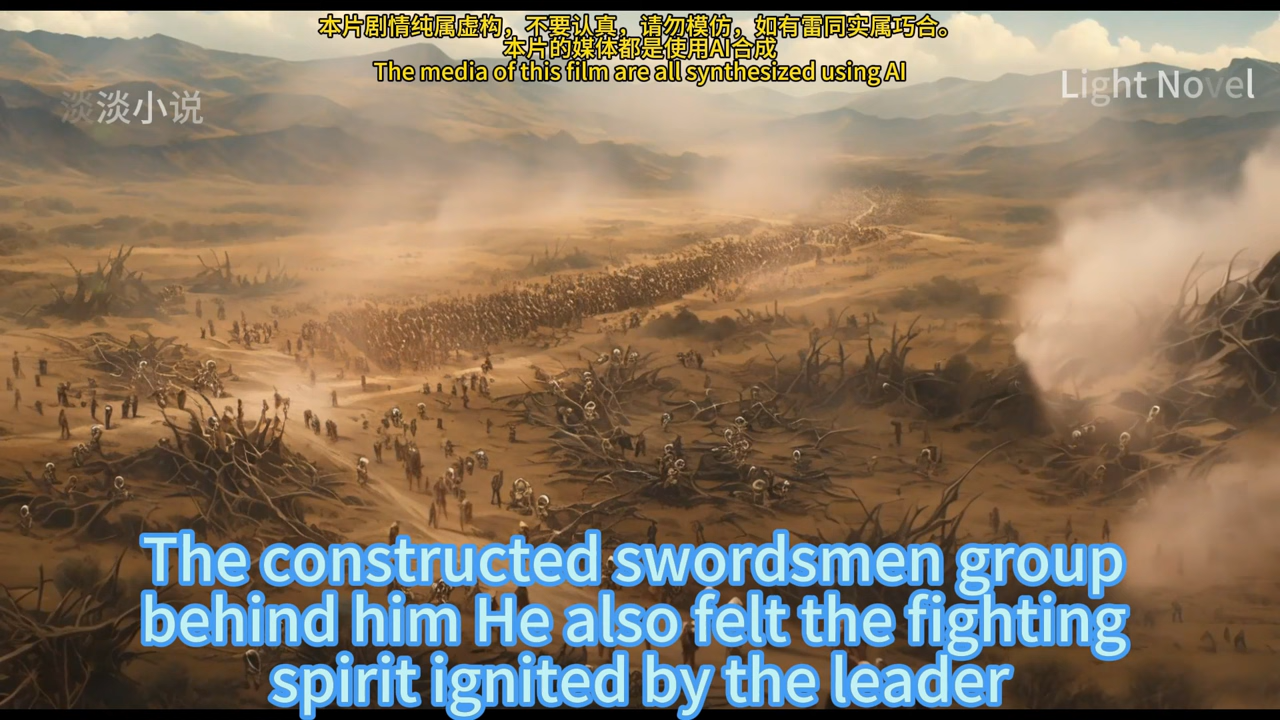 本片剧情纯属虚构，不要认真，请勿模仿，如有雷同实属巧合。
本片的媒体都是使用AI合成
The media of this film are all synthesized using AI
淡淡小说
Light Novel
The constructed swordsmen group
behind him He also felt the fighting
spirit ignited by the leader